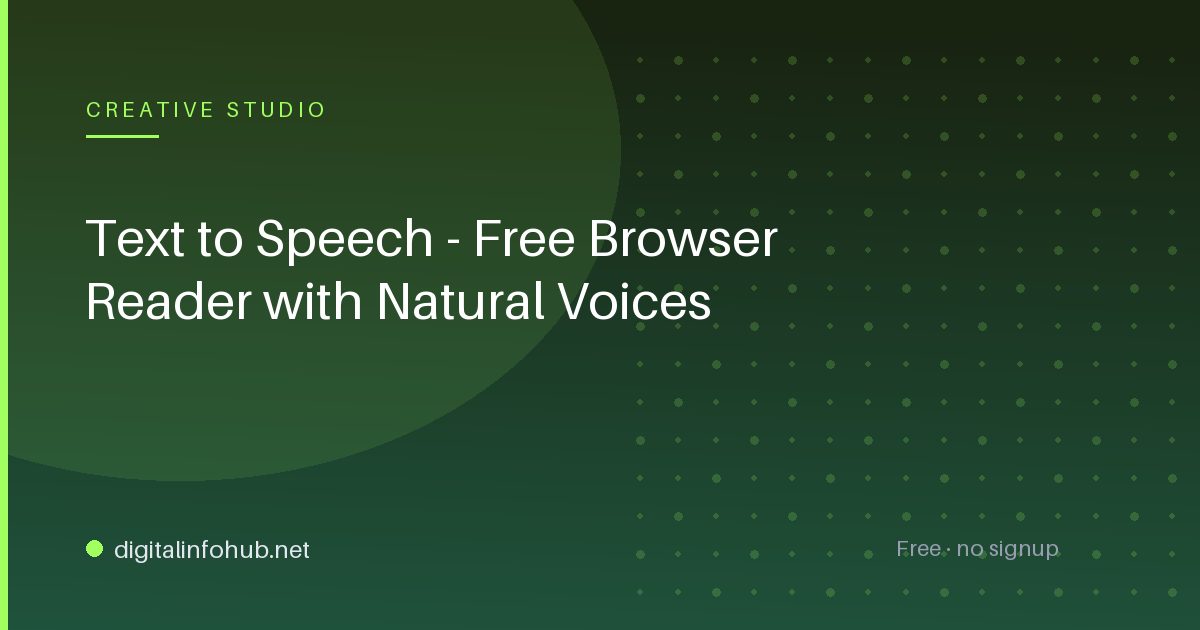 CREATIVE STUDIO
Text to Speech - Free Browser
Reader with Natural Voices
digitalinfohub.net
Free · no signup